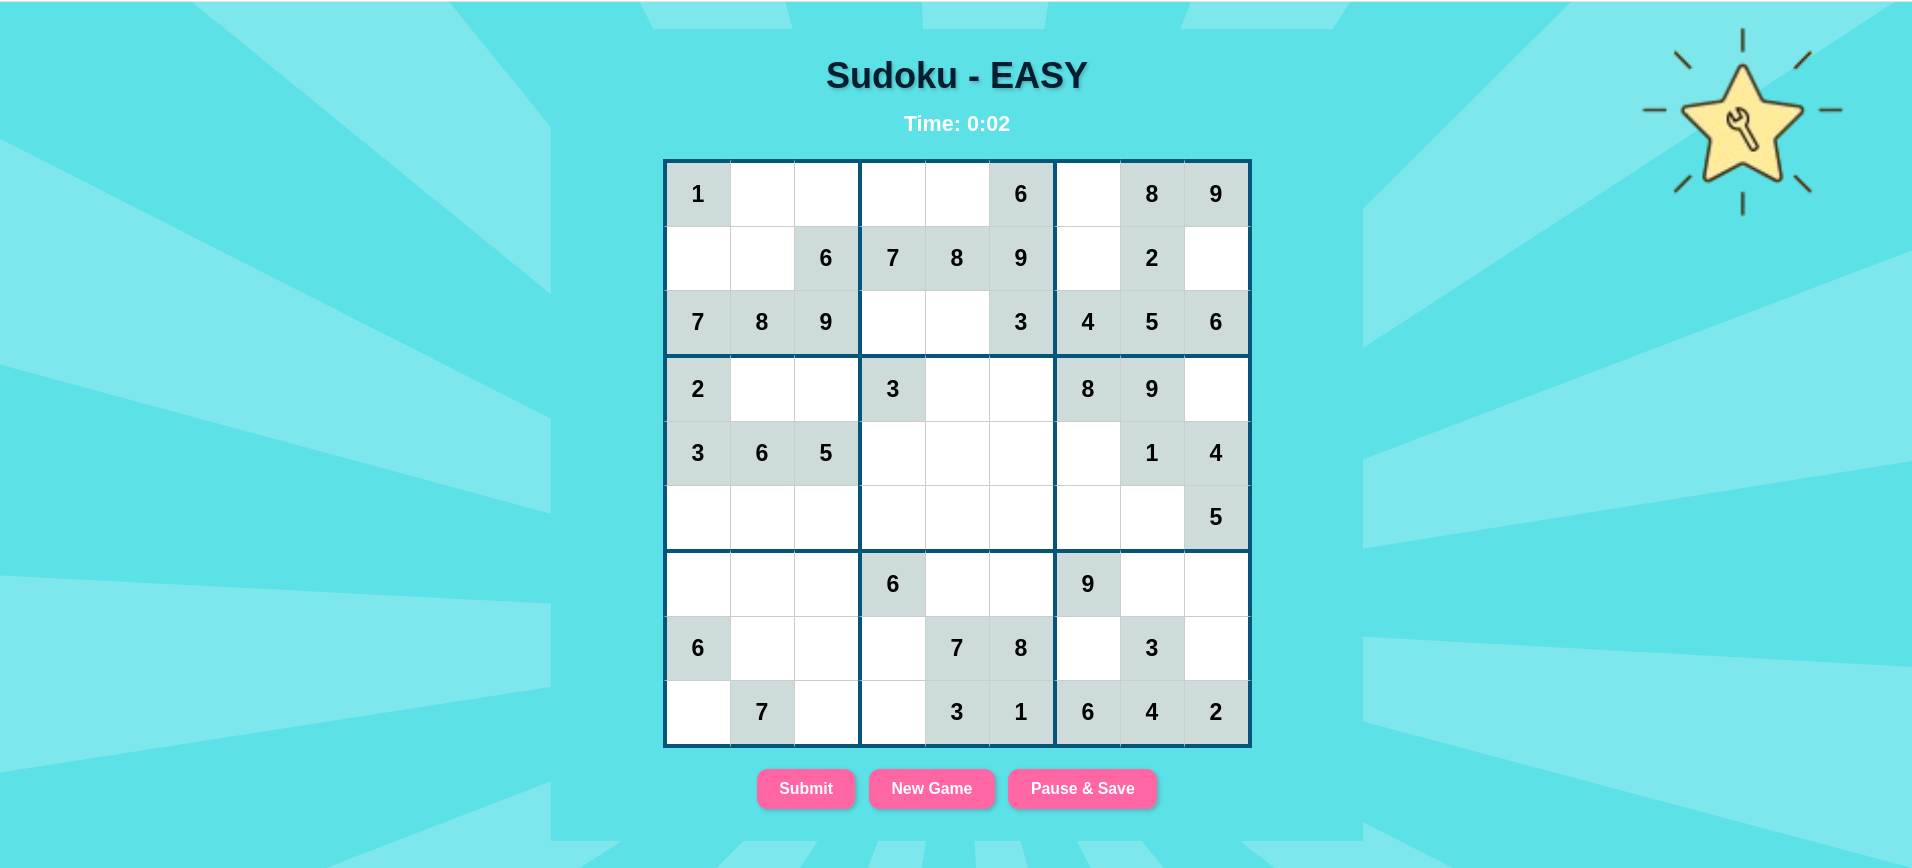 Sudoku - EASY
Time: 0:02
1 6 8 9
6 7 8 9 2
7 8 9 3 4 5 6
2 3 8 9
3 6 5 1 4
5
6 9
6 7 8 3
7 3 1 6 4 2
Submit New Game Pause & Save